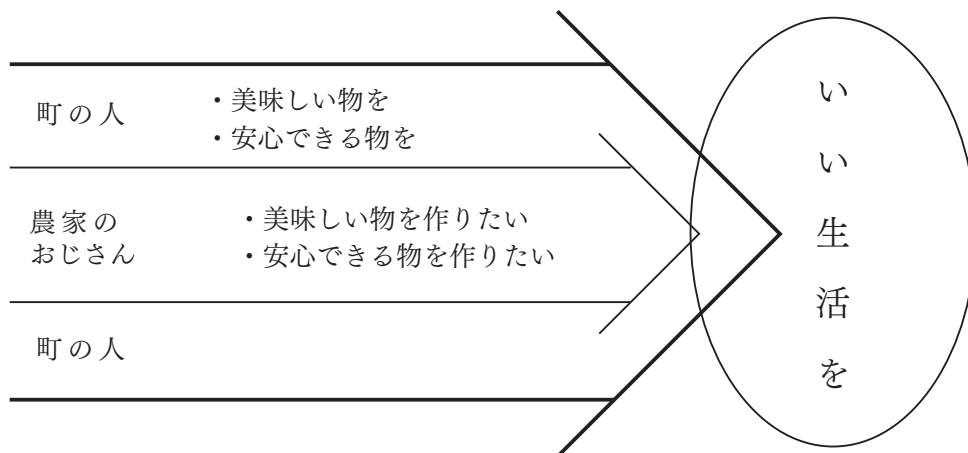 町の人
・美味しい物を
・安心できる物を
農家の
おじさん
・美味しい物を作りたい
・安心できる物を作りたい
町の人
いい生活を